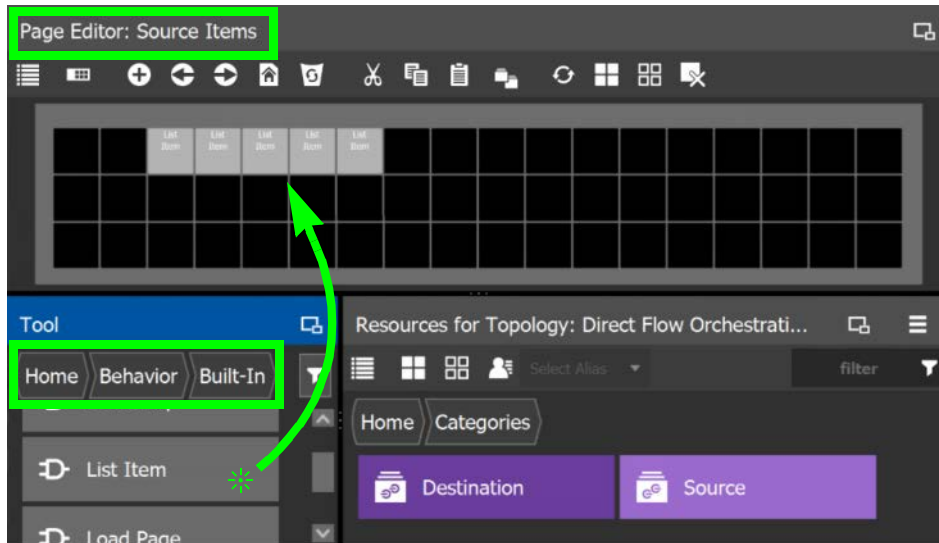 Page Editor: Source Items
List Item List Item List Item List Item List Item
Tool
Home Behavior Built-In
List Item
Load Page
Resources for Topology: Direct Flow Orchestrati...
Select Alias filter
Home Categories
Destination Source